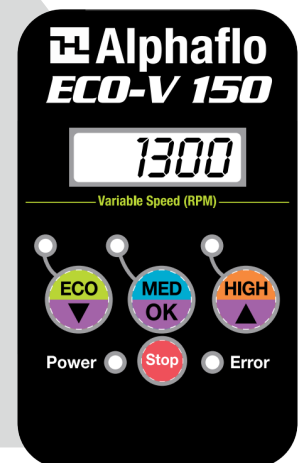 Alphaflo
ECO-V 150
1300
Variable Speed (RPM)
ECO MED HIGH
OK
Power Stop Error